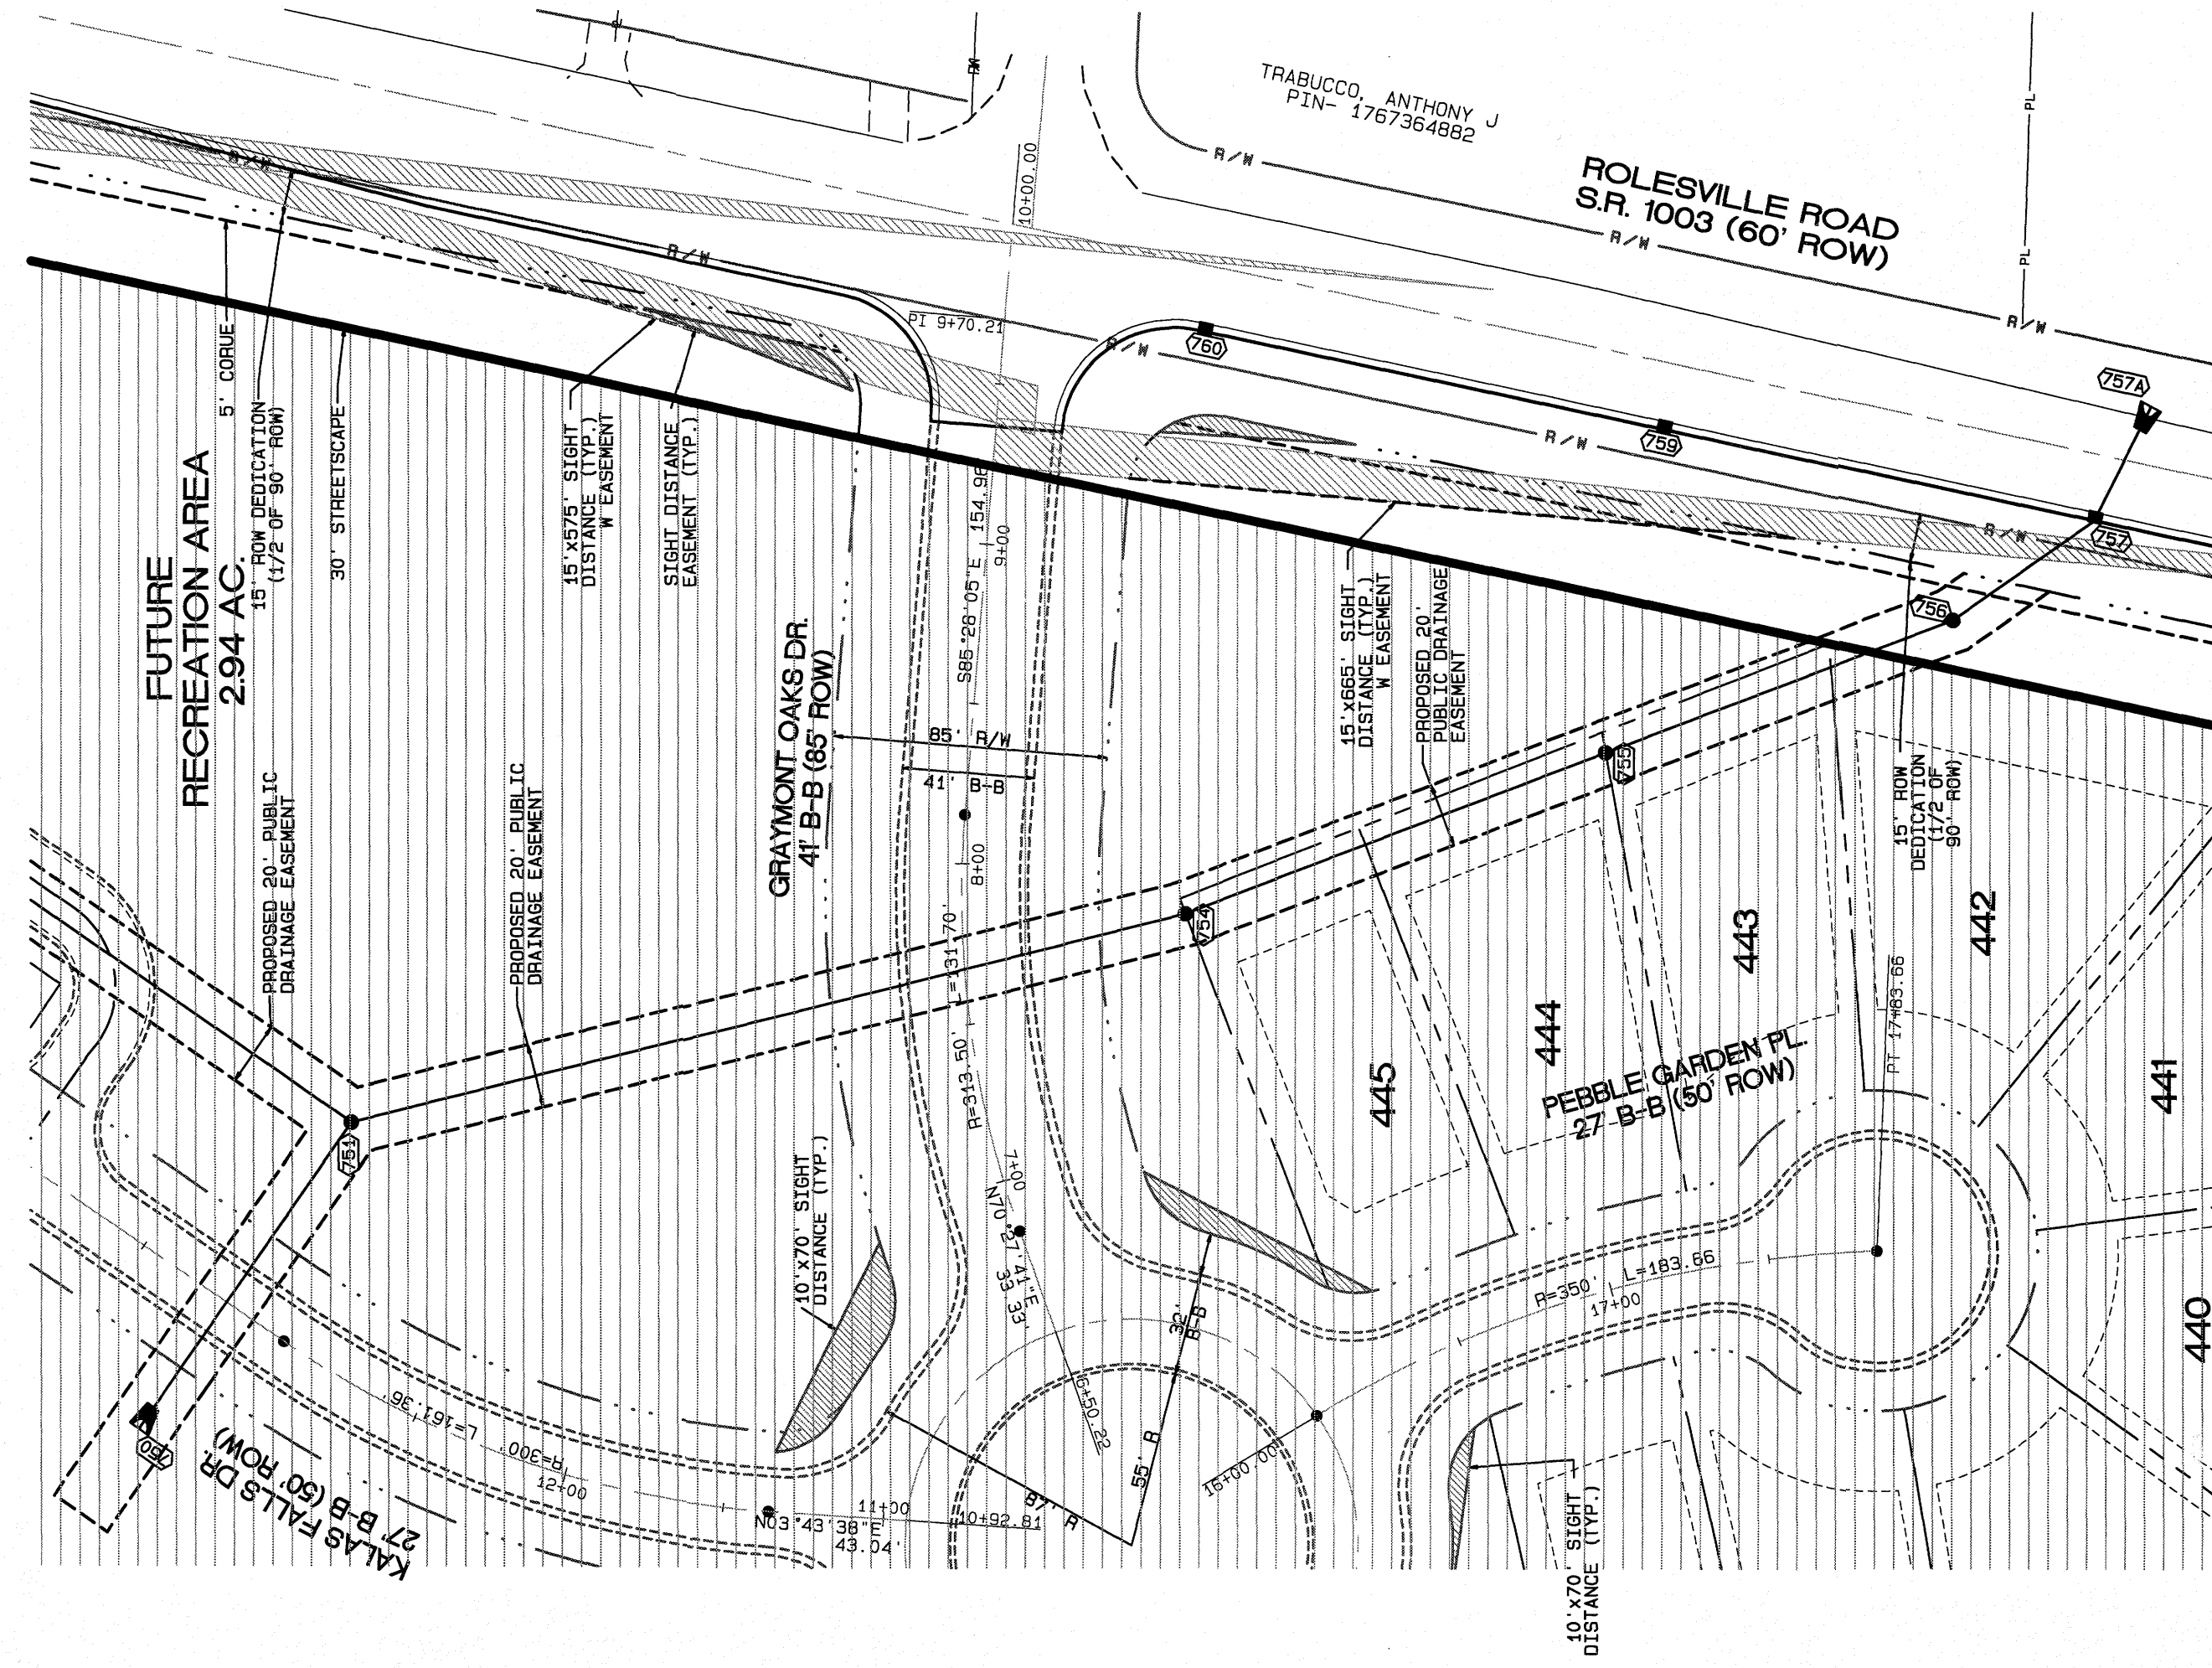 TRABUCCO, ANTHONY J
PIN- 1767364882
ROLESVILLE ROAD
S.R. 1003 (60' ROW)
R/W
R/W
R/W
R/W
R/W
R/W
R/W
R/W
PL
PL
10+00.00
PI 9+70.21
760
759
757A
757
756
755
754
751
750
FUTURE
RECREATION AREA
2.94 AC.
5' CORUE
15' ROW DEDICATION
(1/2 OF 90' ROW)
30' STREETSCAPE
15'x575' SIGHT
DISTANCE (TYP.)
W EASEMENT
SIGHT DISTANCE
EASEMENT (TYP.)
S85°28'05"E 154.96
9+00
GRAYMONT OAKS DR.
41' B-B (85' ROW)
85' R/W
41' B-B
8+00
L=131.70'
R=313.50'
7+00
N70°27'41"E
33.33'
6+50.22
15'x665' SIGHT
DISTANCE (TYP.)
W EASEMENT
PROPOSED 20'
PUBLIC DRAINAGE
EASEMENT
15' ROW
DEDICATION
(1/2 OF
90' ROW)
PROPOSED 20' PUBLIC
DRAINAGE EASEMENT
PROPOSED 20' PUBLIC
DRAINAGE EASEMENT
10'x70' SIGHT
DISTANCE (TYP.)
445
444
443
442
441
440
PEBBLE GARDEN PL.
27' B-B (50' ROW)
PT 17+83.66
R=350'
L=183.66
17+00
32'
B-B
55' R
87' R
16+00.00
KALAS FALLS DR.
27' B-B (50' ROW)
L=161.36'
R=300'
12+00
11+00
10+92.81
N03°43'38"E
43.04'
10'x70' SIGHT
DISTANCE (TYP.)